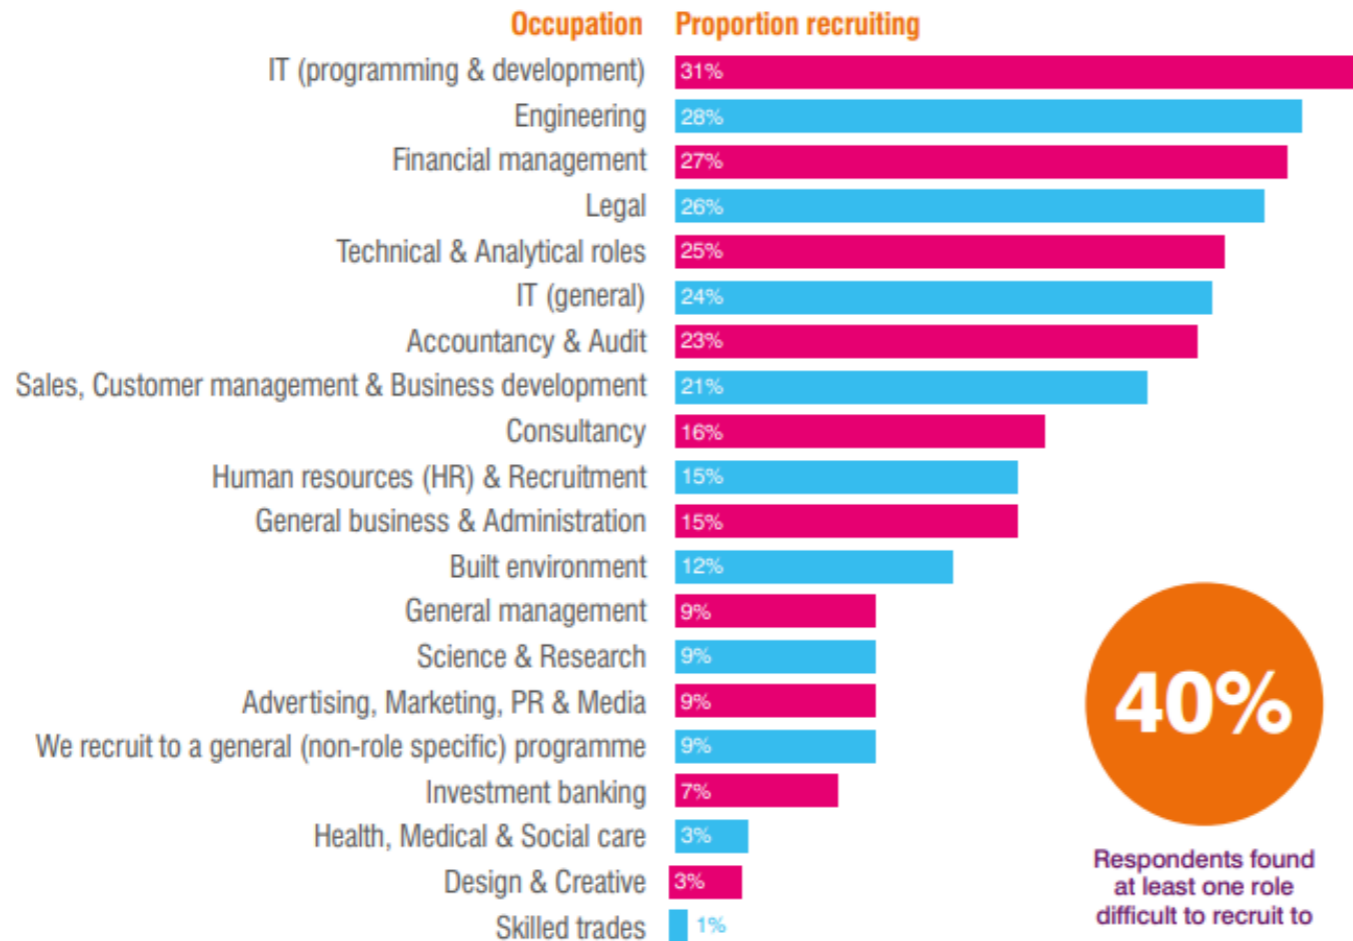 Occupation Proportion recruiting
IT (programming & development) 31%
Engineering 28%
Financial management 27%
Legal 26%
Technical & Analytical roles 25%
IT (general) 24%
Accountancy & Audit 23%
Sales, Customer management & Business development 21%
Consultancy 16%
Human resources (HR) & Recruitment 15%
General business & Administration 15%
Built environment 12%
General management 9%
Science & Research 9%
Advertising, Marketing, PR & Media 9%
We recruit to a general (non-role specific) programme 9%
Investment banking 7%
Health, Medical & Social care 3%
Design & Creative 3%
Skilled trades 1%
40%
Respondents found
at least one role
difficult to recruit to